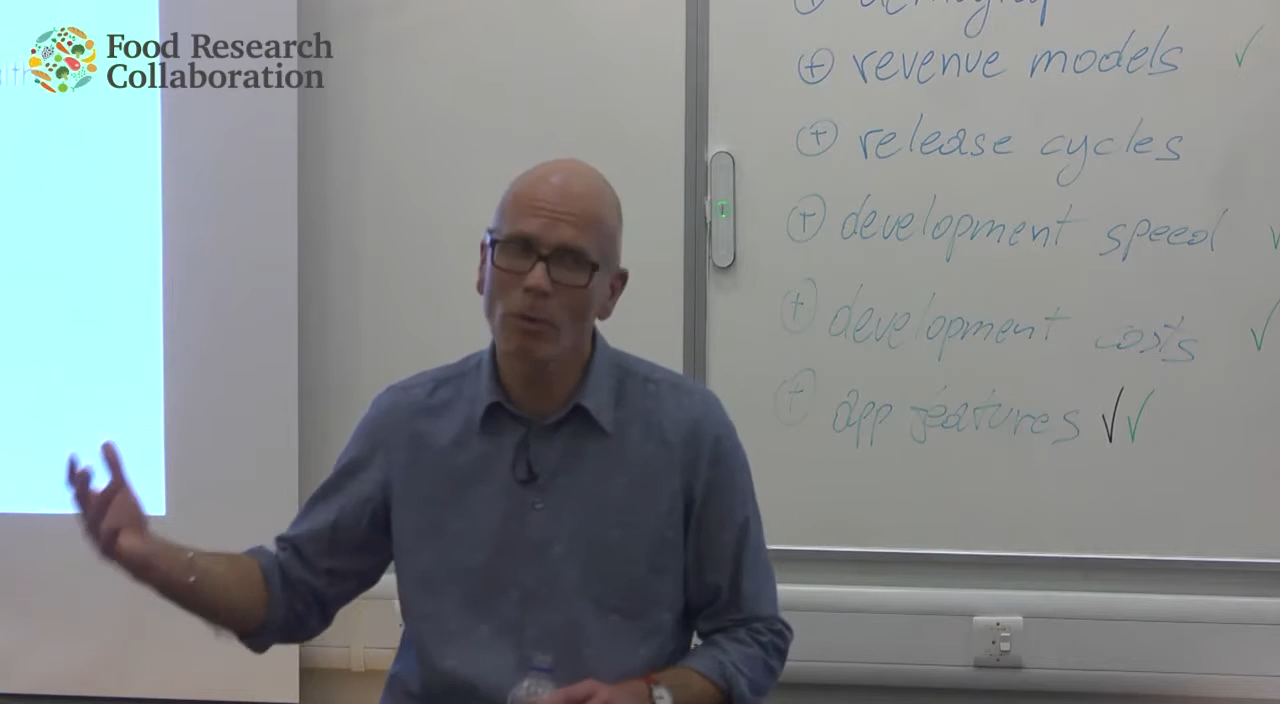 Food Research
Collaboration
⊕ revenue models ✓
⊕ release cycles
⊕ development speed ✓
⊕ development costs ✓
⊕ app features ✓✓